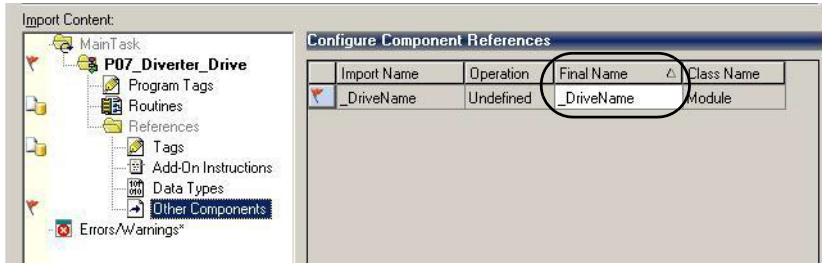 Import Content:
MainTask
P07_Diverter_Drive
Program Tags
Routines
References
Tags
Add-On Instructions
Data Types
Other Components
Errors/Warnings*
Configure Component References
Import Name Operation Final Name Class Name
_DriveName Undefined _DriveName Module